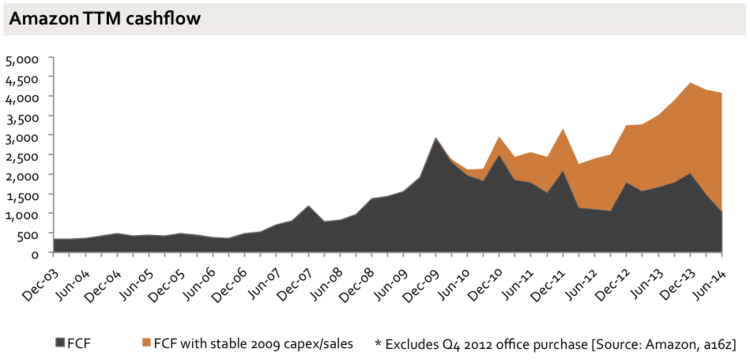 Amazon TTM cashflow
5,000
4,500
4,000
3,500
3,000
2,500
2,000
1,500
1,000
500
0
Dec-03
Jun-04
Dec-04
Jun-05
Dec-05
Jun-06
Dec-06
Jun-07
Dec-07
Jun-08
Dec-08
Jun-09
Dec-09
Jun-10
Dec-10
Jun-11
Dec-11
Jun-12
Dec-12
Jun-13
Dec-13
Jun-14
FCF FCF with stable 2009 capex/sales * Excludes Q4 2012 office purchase [Source: Amazon, a16z]